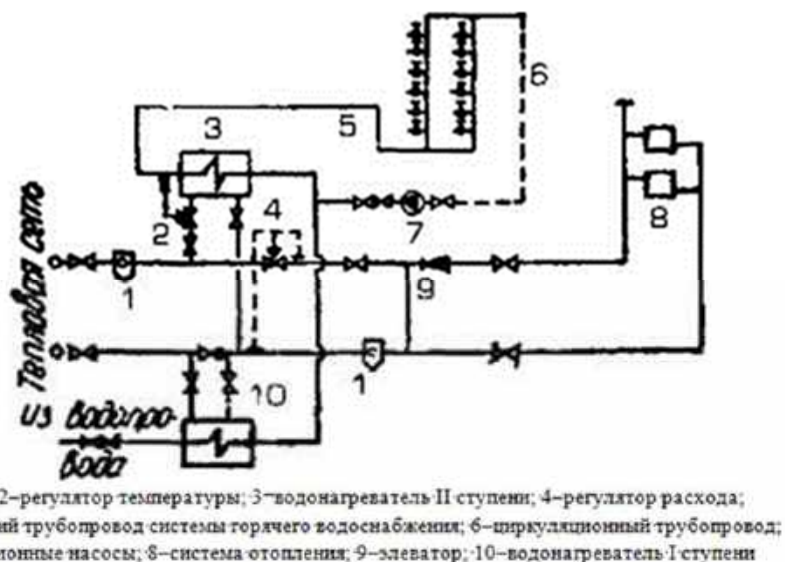 6
3
5
4
2
7
8
1
9
Тепловая сеть
1
10
из водопро
вода
2–регулятор температуры; 3–водонагреватель II ступени; 4–регулятор расхода;
ий трубопровод системы горячего водоснабжения; 6–циркуляционный трубопровод;
ионные насосы; 8–система отопления; 9–элеватор; 10–водонагреватель I ступени